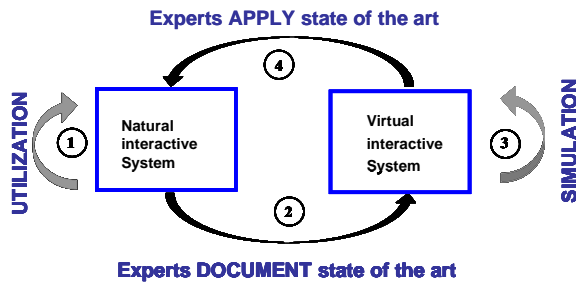 Experts APPLY state of the art
4
UTILIZATION
1
Natural
interactive
System
Virtual
interactive
System
3
SIMULATION
2
Experts DOCUMENT state of the art